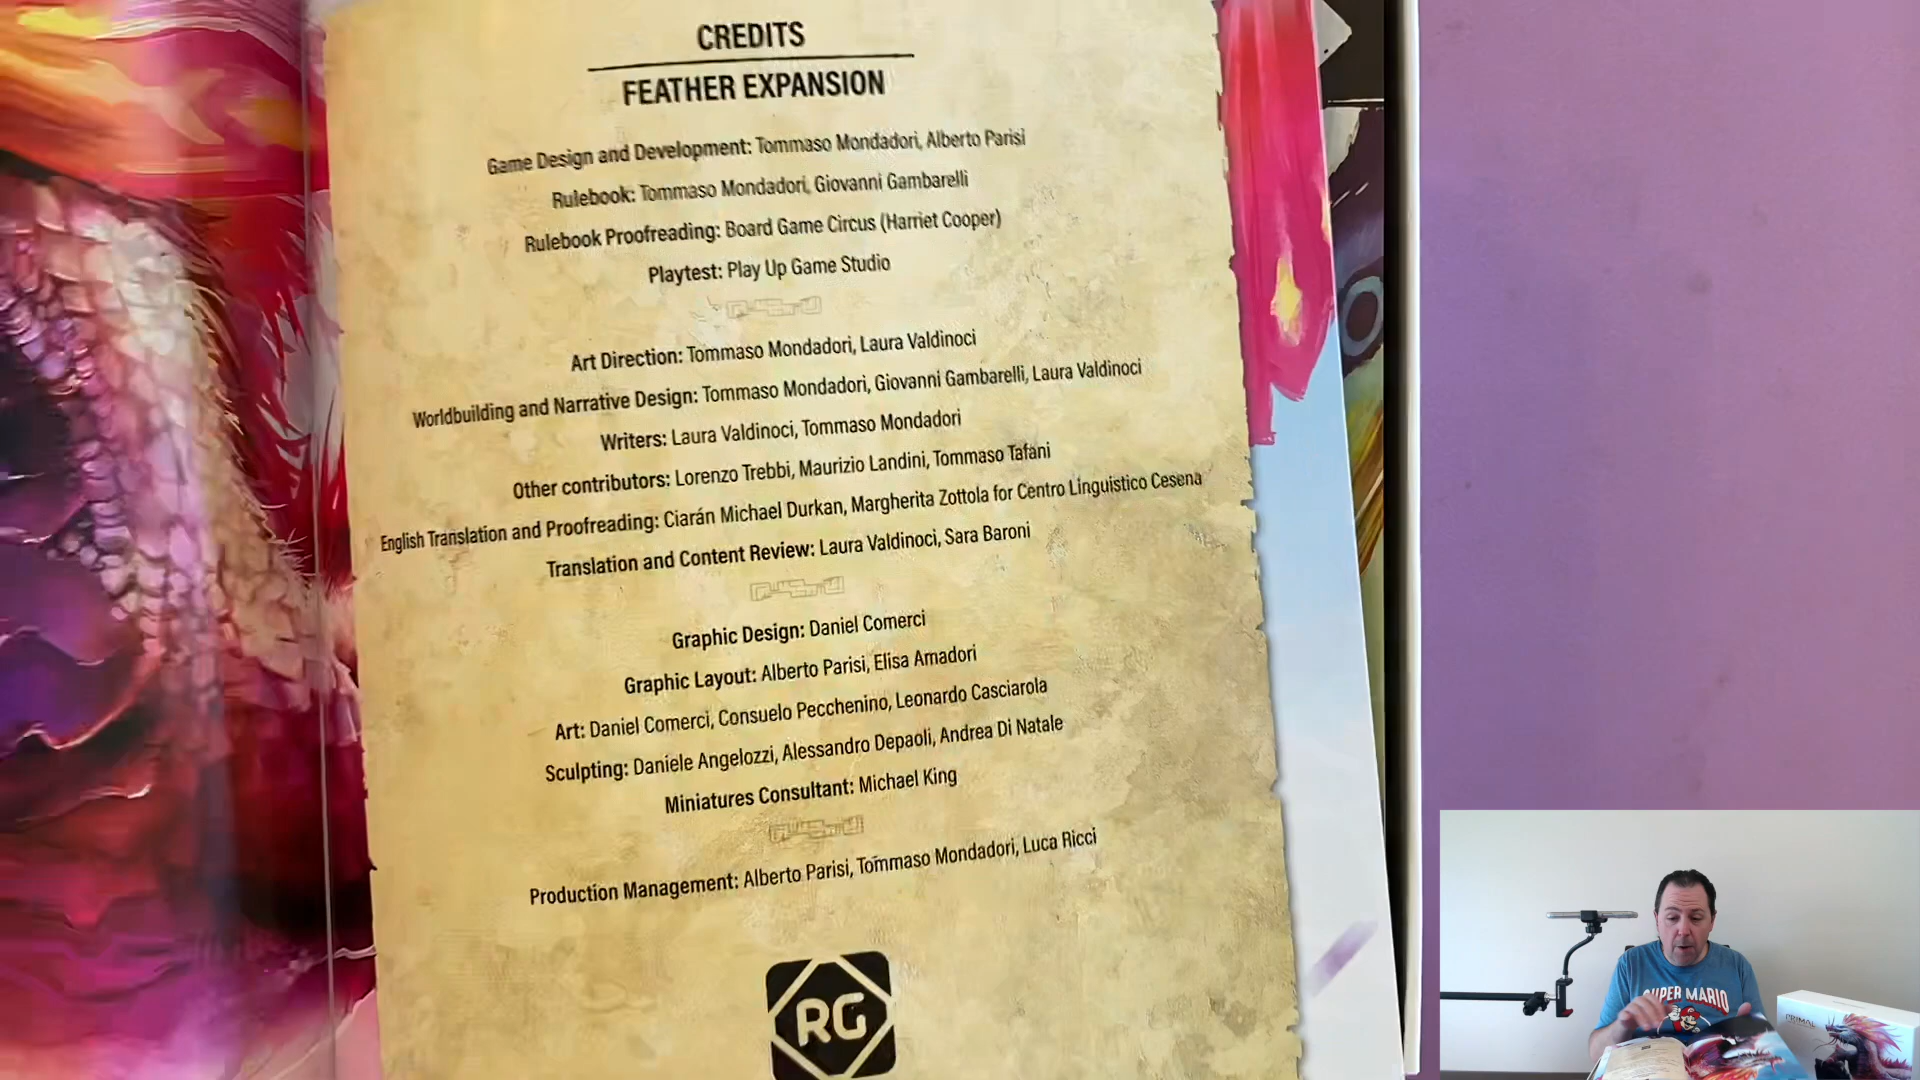 CREDITS
FEATHER EXPANSION
Game Design and Development: Tommaso Mondadori, Alberto Parisi
Rulebook: Tommaso Mondadori, Giovanni Gambarelli
Rulebook Proofreading: Board Game Circus (Harriet Cooper)
Playtest: Play Up Game Studio
Art Direction: Tommaso Mondadori, Laura Valdinoci
Worldbuilding and Narrative Design: Tommaso Mondadori, Giovanni Gambarelli, Laura Valdinoci
Writers: Laura Valdinoci, Tommaso Mondadori
Other contributors: Lorenzo Trebbi, Maurizio Landini, Tommaso Tafani
English Translation and Proofreading: Ciarán Michael Durkan, Margherita Zottola for Centro Linguistico Cesena
Translation and Content Review: Laura Valdinoci, Sara Baroni
Graphic Design: Daniel Comerci
Graphic Layout: Alberto Parisi, Elisa Amadori
Art: Daniel Comerci, Consuelo Pecchenino, Leonardo Casciarola
Sculpting: Daniele Angelozzi, Alessandro Depaoli, Andrea Di Natale
Miniatures Consultant: Michael King
Production Management: Alberto Parisi, Tommaso Mondadori, Luca Ricci
RG
SUPER MARIO
PRIMAL